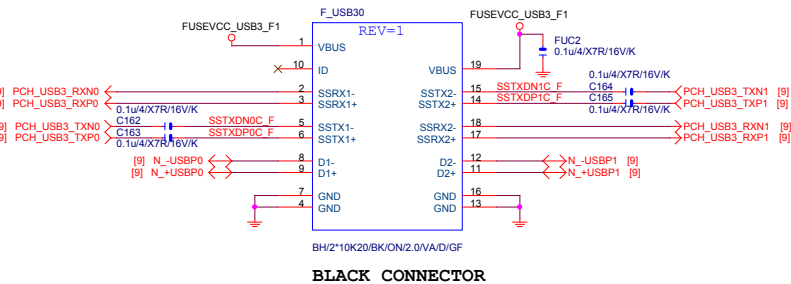 F_USB30
FUSEVCC_USB3_F1
FUSEVCC_USB3_F1
REV=1
FUC2
0.1u/4/X7R/16V/K
1 VBUS
10 ID
VBUS 19
0.1u/4/X7R/16V/K
9] PCH_USB3_RXN0 2 SSRX1- SSTX2- 15 SSTXDN1C_F C164 PCH_USB3_TXN1 [9]
9] PCH_USB3_RXP0 3 SSRX1+ SSTX2+ 14 SSTXDP1C_F C165 PCH_USB3_TXP1 [9]
0.1u/4/X7R/16V/K
0.1u/4/X7R/16V/K
9] PCH_USB3_TXN0 C162 SSTXDN0C_F 5 SSTX1- SSRX2- 18 PCH_USB3_RXN1 [9]
9] PCH_USB3_TXP0 C163 SSTXDP0C_F 6 SSTX1+ SSRX2+ 17 PCH_USB3_RXP1 [9]
0.1u/4/X7R/16V/K
[9] N_-USBP0 8 D1- D2- 12 N_-USBP1 [9]
[9] N_+USBP0 9 D1+ D2+ 11 N_+USBP1 [9]
7 GND GND 16
4 GND GND 13
BH/2*10K20/BK/ON/2.0/VA/D/GF
BLACK CONNECTOR